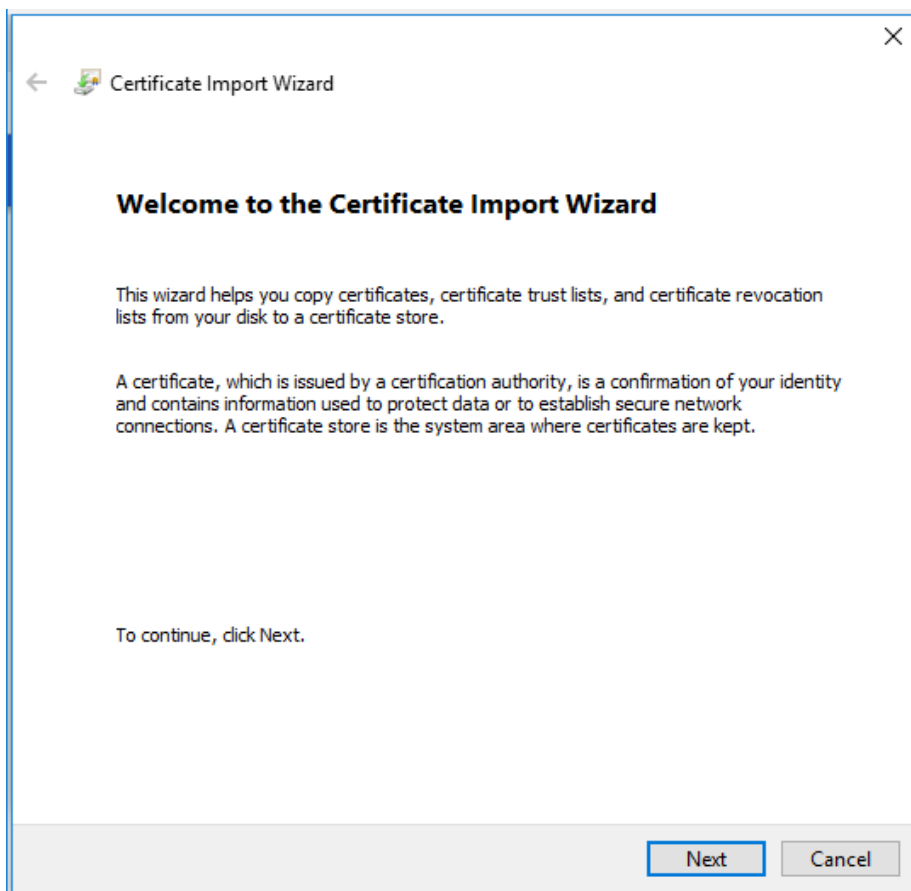 Certificate Import Wizard
Welcome to the Certificate Import Wizard
This wizard helps you copy certificates, certificate trust lists, and certificate revocation
lists from your disk to a certificate store.
A certificate, which is issued by a certification authority, is a confirmation of your identity
and contains information used to protect data or to establish secure network
connections. A certificate store is the system area where certificates are kept.
To continue, click Next.
Next
Cancel